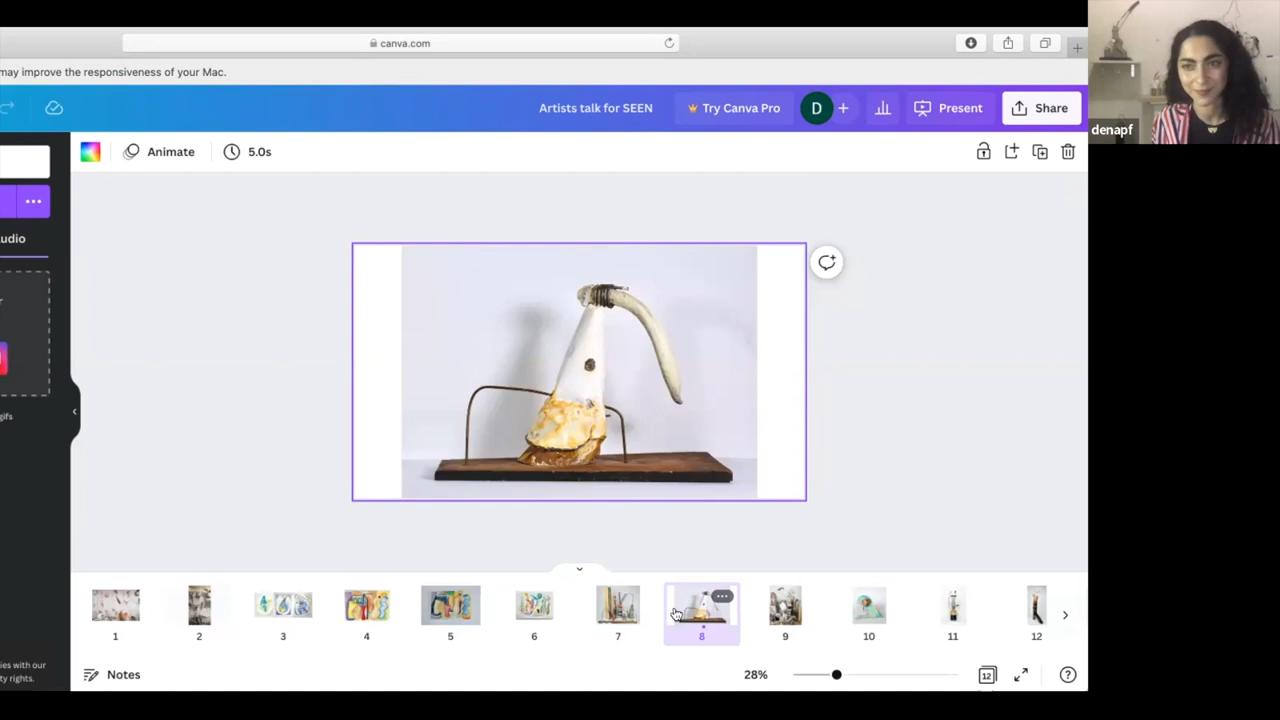 canva.com
may improve the responsiveness of your Mac.
Artists talk for SEEN
Try Canva Pro
D
Present
Share
denapf
Animate
5.0s
udio
r
gifs
1
2
3
4
5
6
7
8
9
10
11
12
ies with our
ty rights.
Notes
28%
12